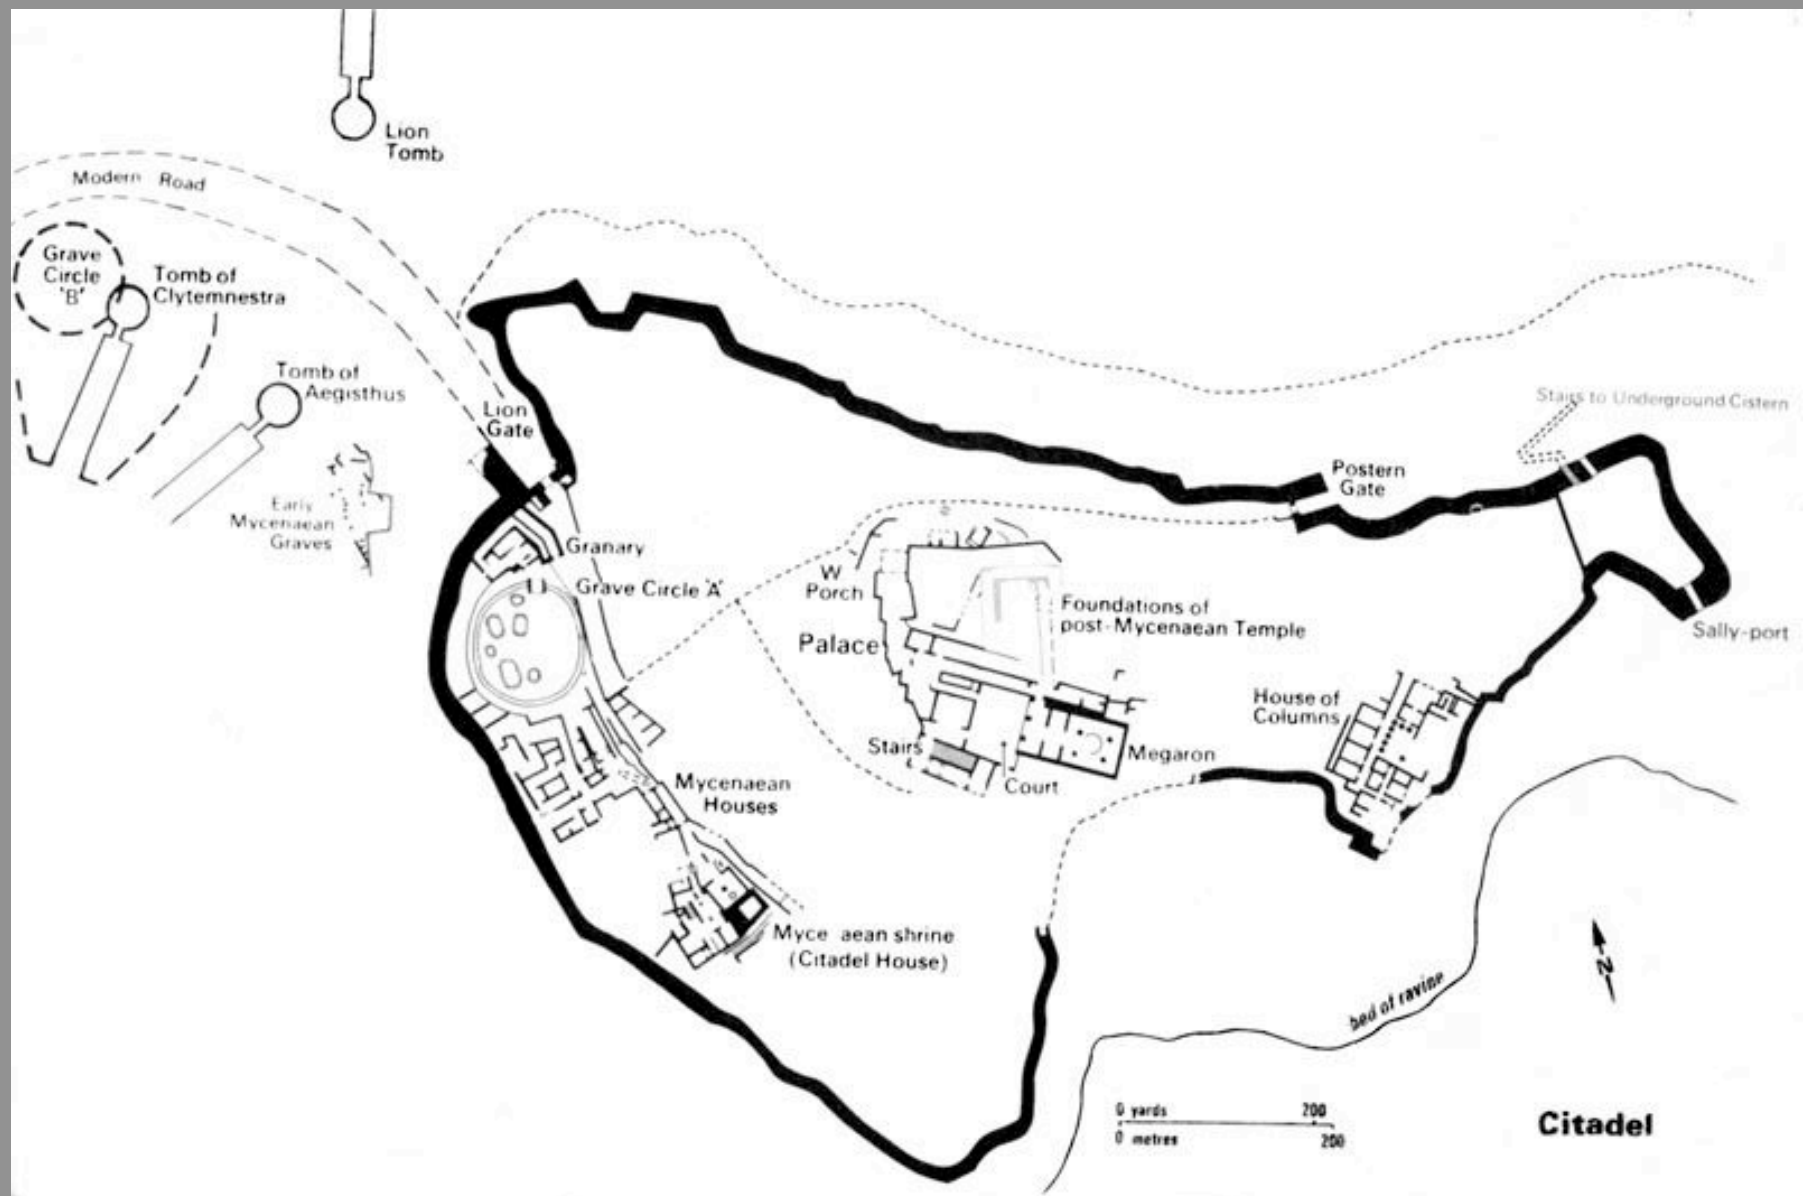 Lion
Tomb
Modern Road
Grave
Circle
'B'
Tomb of
Clytemnestra
Tomb of
Aegisthus
Lion
Gate
Stairs to Underground Cistern
Postern
Gate
Early
Mycenaean
Graves
Granary
Grave Circle 'A'
W
Porch
Foundations of
post-Mycenaean Temple
Palace
Sally-port
House of
Columns
Stairs
Megaron
Court
Mycenaean
Houses
Myce aean shrine
(Citadel House)
N
bed of ravine
0 yards 200
0 metres 200
Citadel